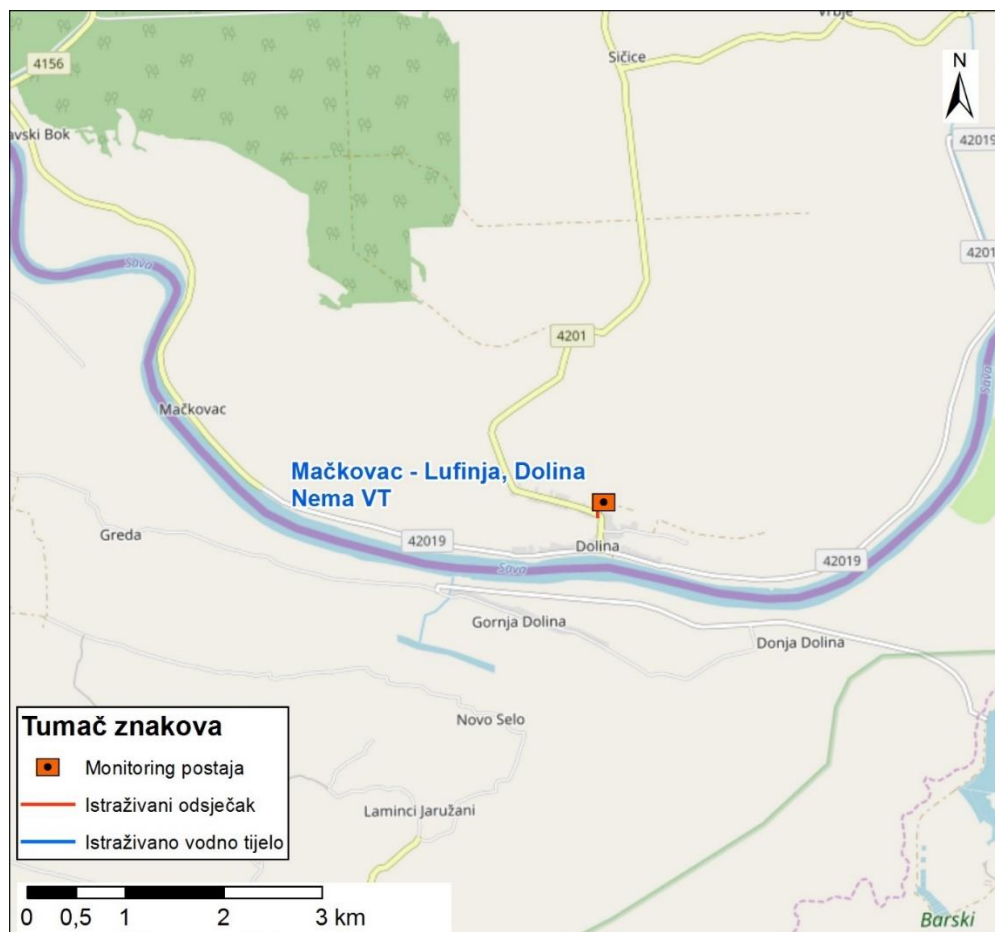 Vrbje
Sičice
N
4156
42019
avski Bok
4201
Sava
4201
Sava
Mačkovac
Mačkovac - Lufinja, Dolina
Nema VT
Greda
42019
Dolina
42019
Sava
Gornja Dolina
Donja Dolina
Novo Selo
Tumač znakova
Monitoring postaja
Istraživani odsječak
Istraživano vodno tijelo
Laminci Jaružani
0 0,5 1 2 3 km
Barski